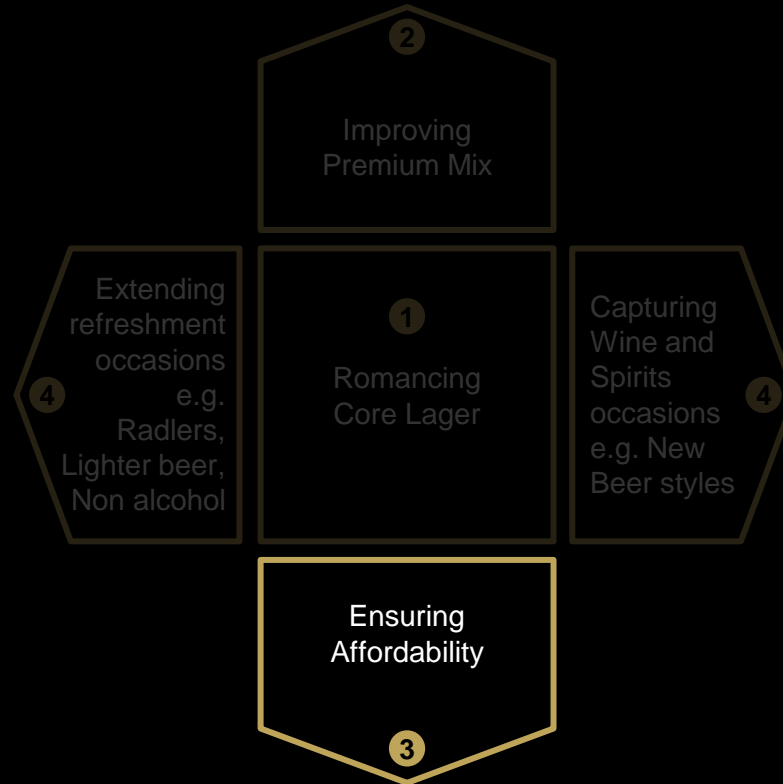 2
Improving
Premium Mix
Extending
refreshment
occasions
e.g.
Radlers,
Lighter beer,
Non alcohol
4
1
Romancing
Core Lager
Capturing
Wine and
Spirits
occasions
e.g. New
Beer styles
4
Ensuring
Affordability
3